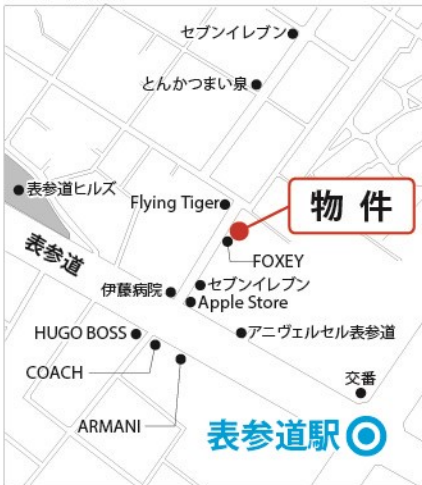 セブンイレブン
とんかつまい泉
表参道ヒルズ
Flying Tiger
物件
FOXEY
表参道
セブンイレブン
伊藤病院
Apple Store
HUGO BOSS
アニヴェルセル表参道
COACH
交番
ARMANI
表参道駅